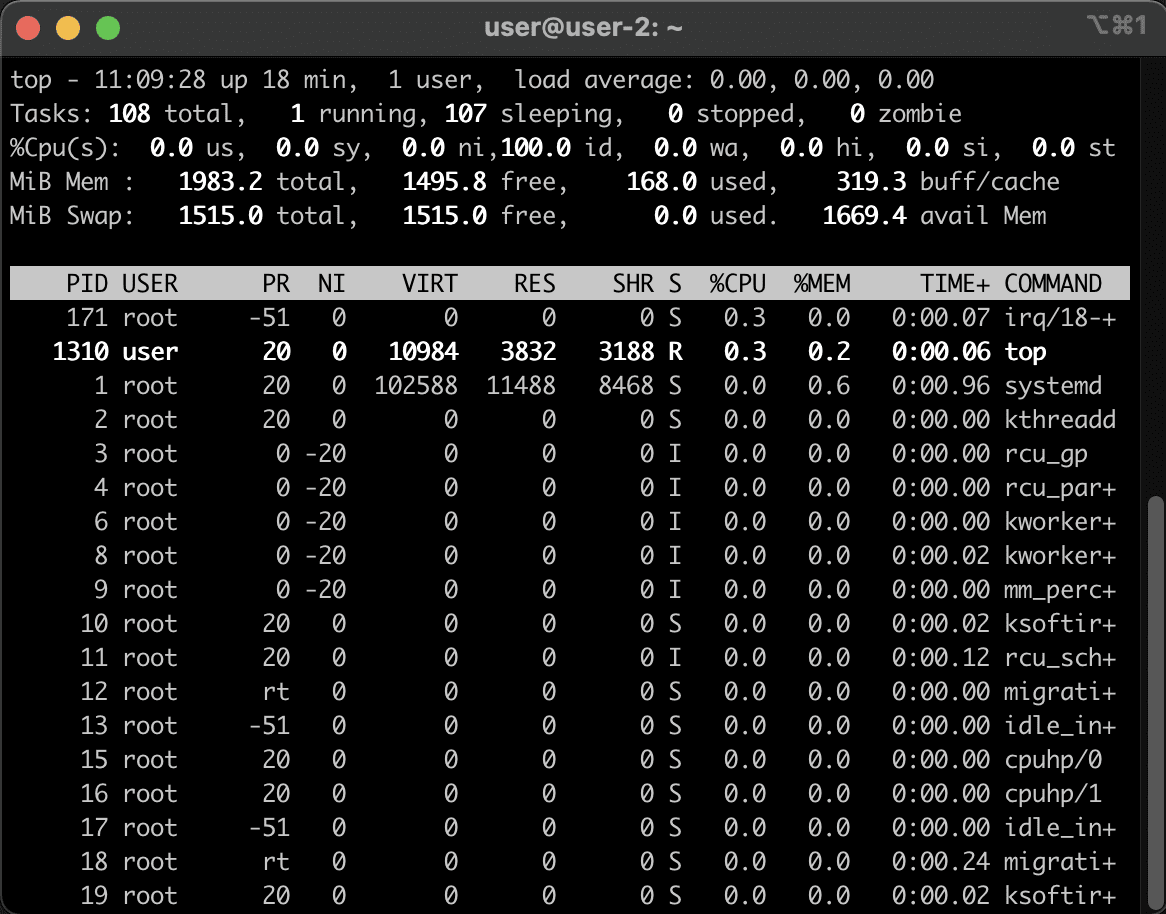 user@user-2: ~ ⌥⌘1
top - 11:09:28 up 18 min,  1 user,  load average: 0.00, 0.00, 0.00
Tasks: 108 total,   1 running, 107 sleeping,   0 stopped,   0 zombie
%Cpu(s):  0.0 us,  0.0 sy,  0.0 ni,100.0 id,  0.0 wa,  0.0 hi,  0.0 si,  0.0 st
MiB Mem :   1983.2 total,   1495.8 free,    168.0 used,    319.3 buff/cache
MiB Swap:   1515.0 total,   1515.0 free,      0.0 used.   1669.4 avail Mem
    PID USER      PR  NI    VIRT    RES    SHR S  %CPU  %MEM     TIME+ COMMAND
    171 root     -51   0       0      0      0 S   0.3   0.0   0:00.07 irq/18-+
   1310 user      20   0   10984   3832   3188 R   0.3   0.2   0:00.06 top
      1 root      20   0  102588  11488   8468 S   0.0   0.6   0:00.96 systemd
      2 root      20   0       0      0      0 S   0.0   0.0   0:00.00 kthreadd
      3 root       0 -20       0      0      0 I   0.0   0.0   0:00.00 rcu_gp
      4 root       0 -20       0      0      0 I   0.0   0.0   0:00.00 rcu_par+
      6 root       0 -20       0      0      0 I   0.0   0.0   0:00.00 kworker+
      8 root       0 -20       0      0      0 I   0.0   0.0   0:00.02 kworker+
      9 root       0 -20       0      0      0 I   0.0   0.0   0:00.00 mm_perc+
     10 root      20   0       0      0      0 S   0.0   0.0   0:00.02 ksoftir+
     11 root      20   0       0      0      0 I   0.0   0.0   0:00.12 rcu_sch+
     12 root      rt   0       0      0      0 S   0.0   0.0   0:00.00 migrati+
     13 root     -51   0       0      0      0 S   0.0   0.0   0:00.00 idle_in+
     15 root      20   0       0      0      0 S   0.0   0.0   0:00.00 cpuhp/0
     16 root      20   0       0      0      0 S   0.0   0.0   0:00.00 cpuhp/1
     17 root     -51   0       0      0      0 S   0.0   0.0   0:00.00 idle_in+
     18 root      rt   0       0      0      0 S   0.0   0.0   0:00.24 migrati+
     19 root      20   0       0      0      0 S   0.0   0.0   0:00.02 ksoftir+